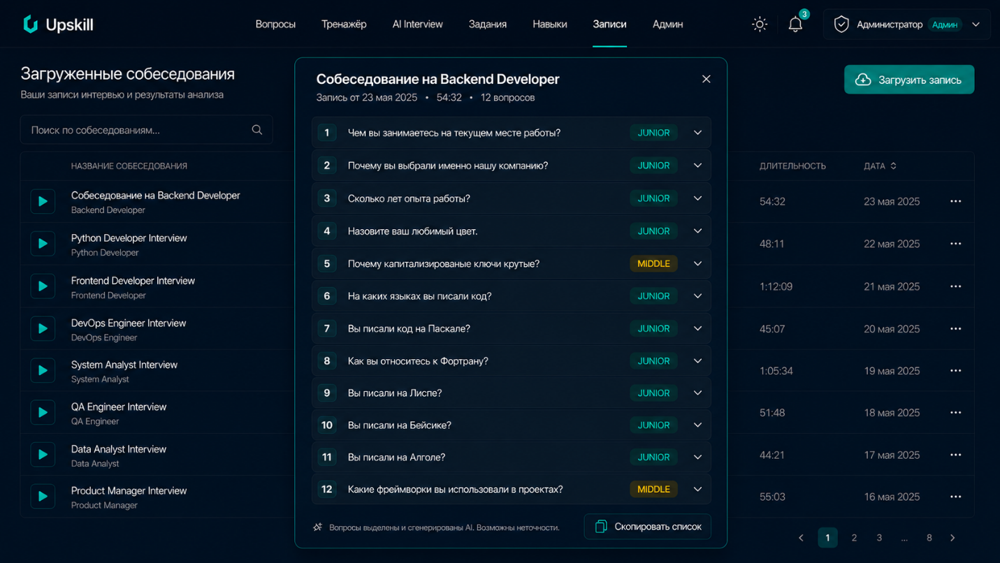 Upskill
Вопросы
Тренажёр
AI Interview
Задания
Навыки
Записи
Админ
3
Администратор Админ
Загруженные собеседования
Ваши записи интервью и результаты анализа
Загрузить запись
Поиск по собеседованиям...
НАЗВАНИЕ СОБЕСЕДОВАНИЯ
ДЛИТЕЛЬНОСТЬ
ДАТА
Собеседование на Backend Developer
Backend Developer
54:32
23 мая 2025
Python Developer Interview
Python Developer
48:11
22 мая 2025
Frontend Developer Interview
Frontend Developer
1:12:09
21 мая 2025
DevOps Engineer Interview
DevOps Engineer
45:07
20 мая 2025
System Analyst Interview
System Analyst
1:05:34
19 мая 2025
QA Engineer Interview
QA Engineer
51:48
18 мая 2025
Data Analyst Interview
Data Analyst
44:21
17 мая 2025
Product Manager Interview
Product Manager
55:03
16 мая 2025
Собеседование на Backend Developer
Запись от 23 мая 2025 • 54:32 • 12 вопросов
1 Чем вы занимаетесь на текущем месте работы? JUNIOR
2 Почему вы выбрали именно нашу компанию? JUNIOR
3 Сколько лет опыта работы? JUNIOR
4 Назовите ваш любимый цвет. JUNIOR
5 Почему капитализированые ключи крутые? MIDDLE
6 На каких языках вы писали код? JUNIOR
7 Вы писали код на Паскале? JUNIOR
8 Как вы относитесь к Фортрану? JUNIOR
9 Вы писали на Лиспе? JUNIOR
10 Вы писали на Бейсике? JUNIOR
11 Вы писали на Алголе? JUNIOR
12 Какие фреймворки вы использовали в проектах? MIDDLE
Вопросы выделены и сгенерированы AI. Возможны неточности.
Скопировать список
1 2 3 ... 8